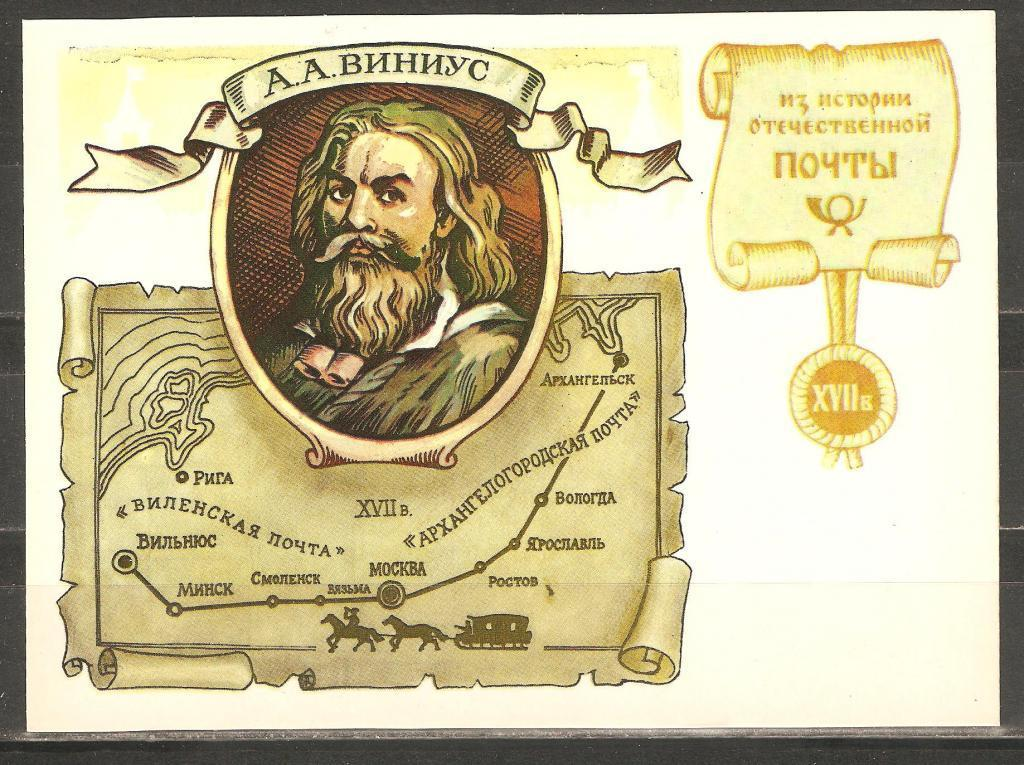 А.А.ВИНИУС
ИЗ ИСТОРИИ
ОТЕЧЕСТВЕННОЙ
ПОЧТЫ
XVII в
АРХАНГЕЛЬСК
«АРХАНГЕЛОГОРОДСКАЯ ПОЧТА»
РИГА
«ВИЛЕНСКАЯ ПОЧТА»
XVII в.
ВОЛОГДА
ВИЛЬНЮС
ЯРОСЛАВЛЬ
МИНСК
СМОЛЕНСК
ВЯЗЬМА
МОСКВА
РОСТОВ